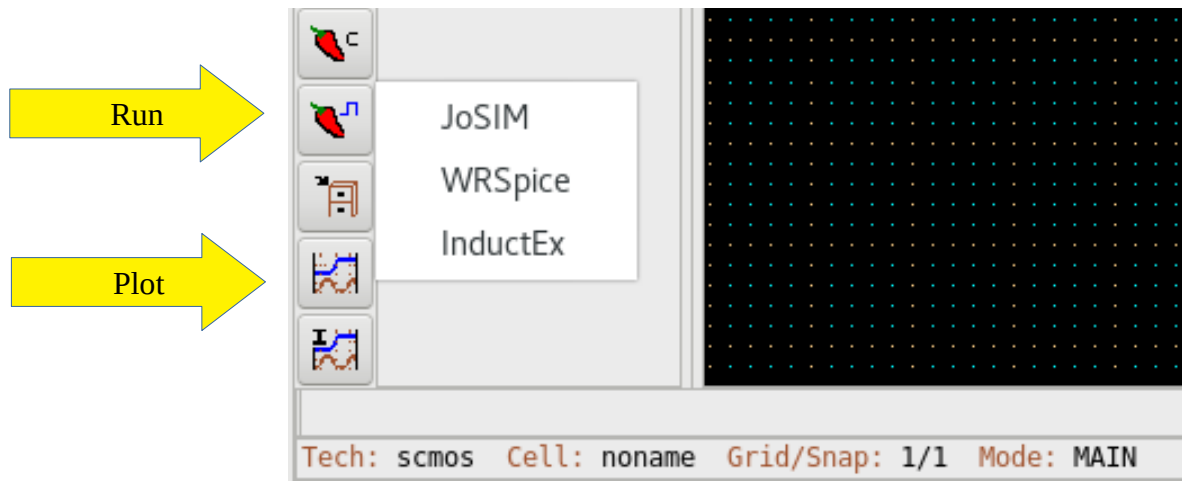 C
Run
JoSIM
WRSpice
InductEx
Plot
I
Tech: scmos Cell: noname Grid/Snap: 1/1 Mode: MAIN